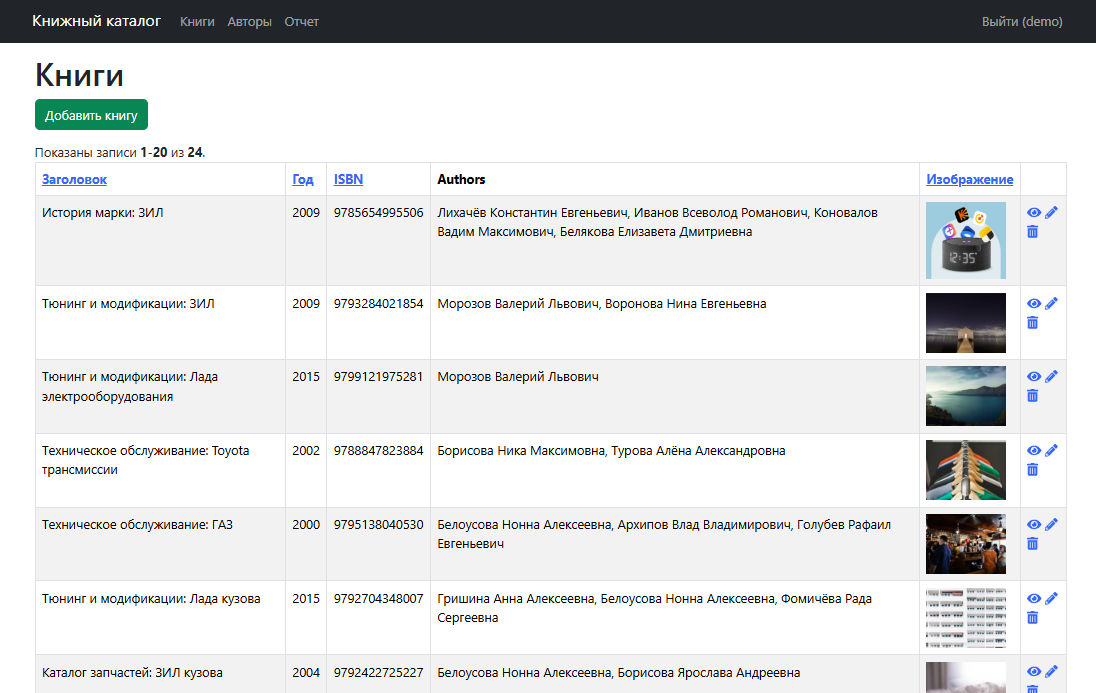 Книжный каталог Книги Авторы Отчет Выйти (demo)
Книги
Добавить книгу
Показаны записи 1-20 из 24.
Заголовок Год ISBN Authors Изображение
История марки: ЗИЛ 2009 9785654995506 Лихачёв Константин Евгеньевич, Иванов Всеволод Романович, Коновалов
Вадим Максимович, Белякова Елизавета Дмитриевна
12:35
Тюнинг и модификации: ЗИЛ 2009 9793284021854 Морозов Валерий Львович, Воронова Нина Евгеньевна
Тюнинг и модификации: Лада 2015 9799121975281 Морозов Валерий Львович
электрооборудования
Техническое обслуживание: Toyota 2002 9788847823884 Борисова Ника Максимовна, Турова Алёна Александровна
трансмиссии
Техническое обслуживание: ГАЗ 2000 9795138040530 Белоусова Нонна Алексеевна, Архипов Влад Владимирович, Голубев Рафаил
Евгеньевич
Тюнинг и модификации: Лада кузова 2015 9792704348007 Гришина Анна Алексеевна, Белоусова Нонна Алексеевна, Фомичёва Рада
Сергеевна
Каталог запчастей: ЗИЛ кузова 2004 9792422725227 Белоусова Нонна Алексеевна, Борисова Ярослава Андреевна